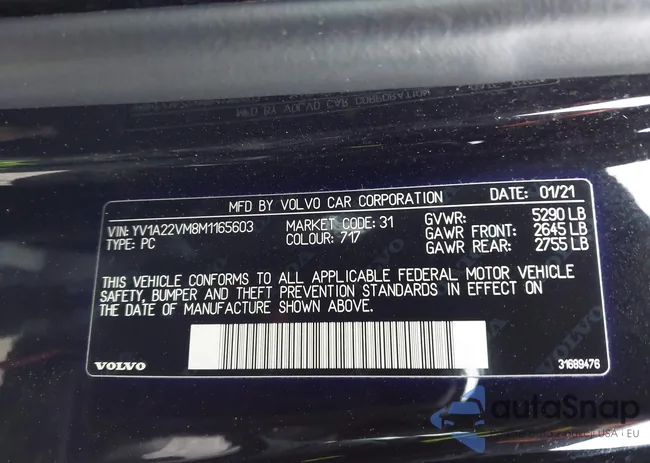 MFD BY VOLVO CAR CORPORATION DATE: 01/21
VIN: YV1A22VM8M1165603 MARKET CODE: 31 GVWR: 5290 LB
TYPE: PC COLOUR: 717 GAWR FRONT: 2645 LB
GAWR REAR: 2755 LB
THIS VEHICLE CONFORMS TO ALL APPLICABLE FEDERAL MOTOR VEHICLE
SAFETY, BUMPER AND THEFT PREVENTION STANDARDS IN EFFECT ON
THE DATE OF MANUFACTURE SHOWN ABOVE.
VOLVO 31689476
autaSnap